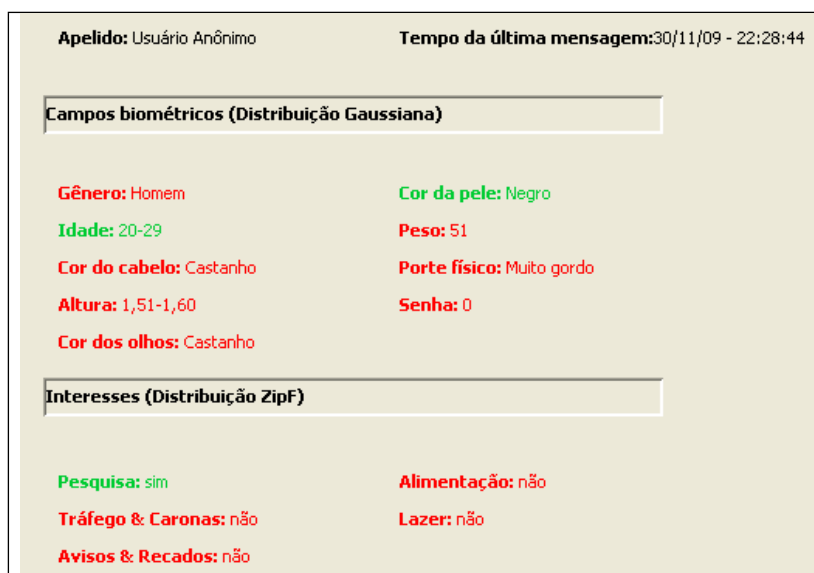 Apelido: Usuário Anônimo Tempo da última mensagem:30/11/09 - 22:28:44
Campos biométricos (Distribuição Gaussiana)
Gênero: Homem Cor da pele: Negro
Idade: 20-29 Peso: 51
Cor do cabelo: Castanho Porte físico: Muito gordo
Altura: 1,51-1,60 Senha: 0
Cor dos olhos: Castanho
Interesses (Distribuição ZipF)
Pesquisa: sim Alimentação: não
Tráfego & Caronas: não Lazer: não
Avisos & Recados: não